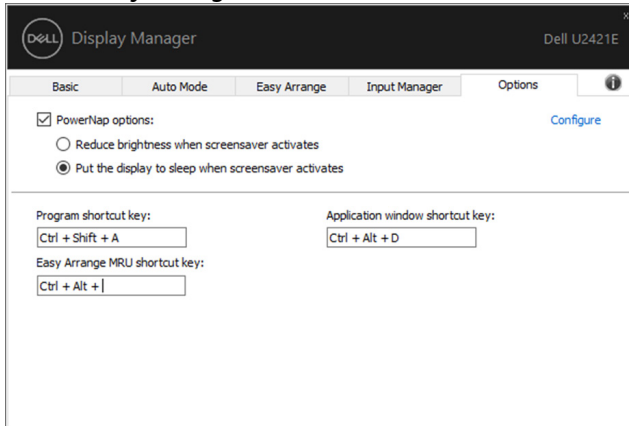 DELL Display Manager
Dell U2421E
x
Basic Auto Mode Easy Arrange Input Manager Options i
PowerNap options: Configure
Reduce brightness when screensaver activates
Put the display to sleep when screensaver activates
Program shortcut key: Application window shortcut key:
Ctrl + Shift + A Ctrl + Alt + D
Easy Arrange MRU shortcut key:
Ctrl + Alt +